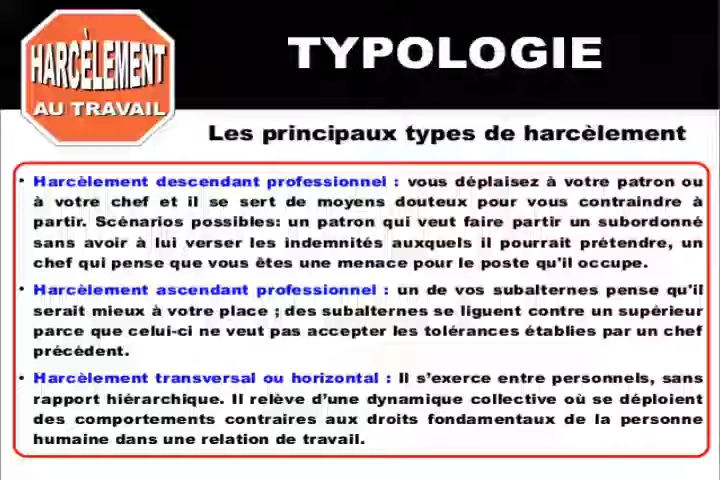 HARCÈLEMENT
AU TRAVAIL
TYPOLOGIE
Les principaux types de harcèlement
• Harcèlement descendant professionnel : vous déplaisez à votre patron ou
à votre chef et il se sert de moyens douteux pour vous contraindre à
partir. Scénarios possibles: un patron qui veut faire partir un subordonné
sans avoir à lui verser les indemnités auxquels il pourrait prétendre, un
chef qui pense que vous êtes une menace pour le poste qu'il occupe.
• Harcèlement ascendant professionnel : un de vos subalternes pense qu'il
serait mieux à votre place ; des subalternes se liguent contre un supérieur
parce que celui-ci ne veut pas accepter les tolérances établies par un chef
précédent.
• Harcèlement transversal ou horizontal : Il s’exerce entre personnels, sans
rapport hiérarchique. Il relève d’une dynamique collective où se déploient
des comportements contraires aux droits fondamentaux de la personne
humaine dans une relation de travail.